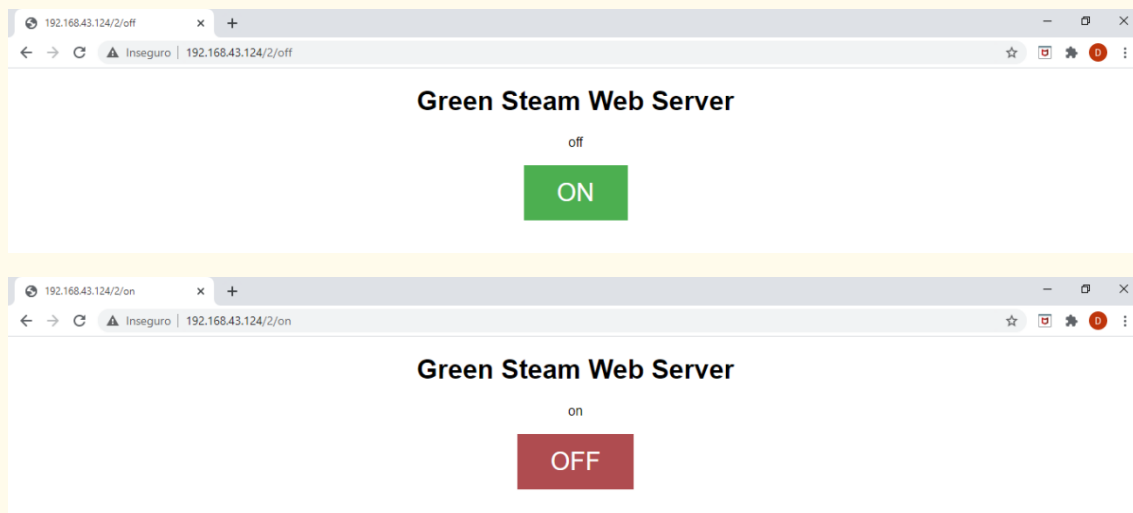 192.168.43.124/2/off
Inseguro | 192.168.43.124/2/off
D
Green Steam Web Server
off
ON
192.168.43.124/2/on
Inseguro | 192.168.43.124/2/on
D
Green Steam Web Server
on
OFF